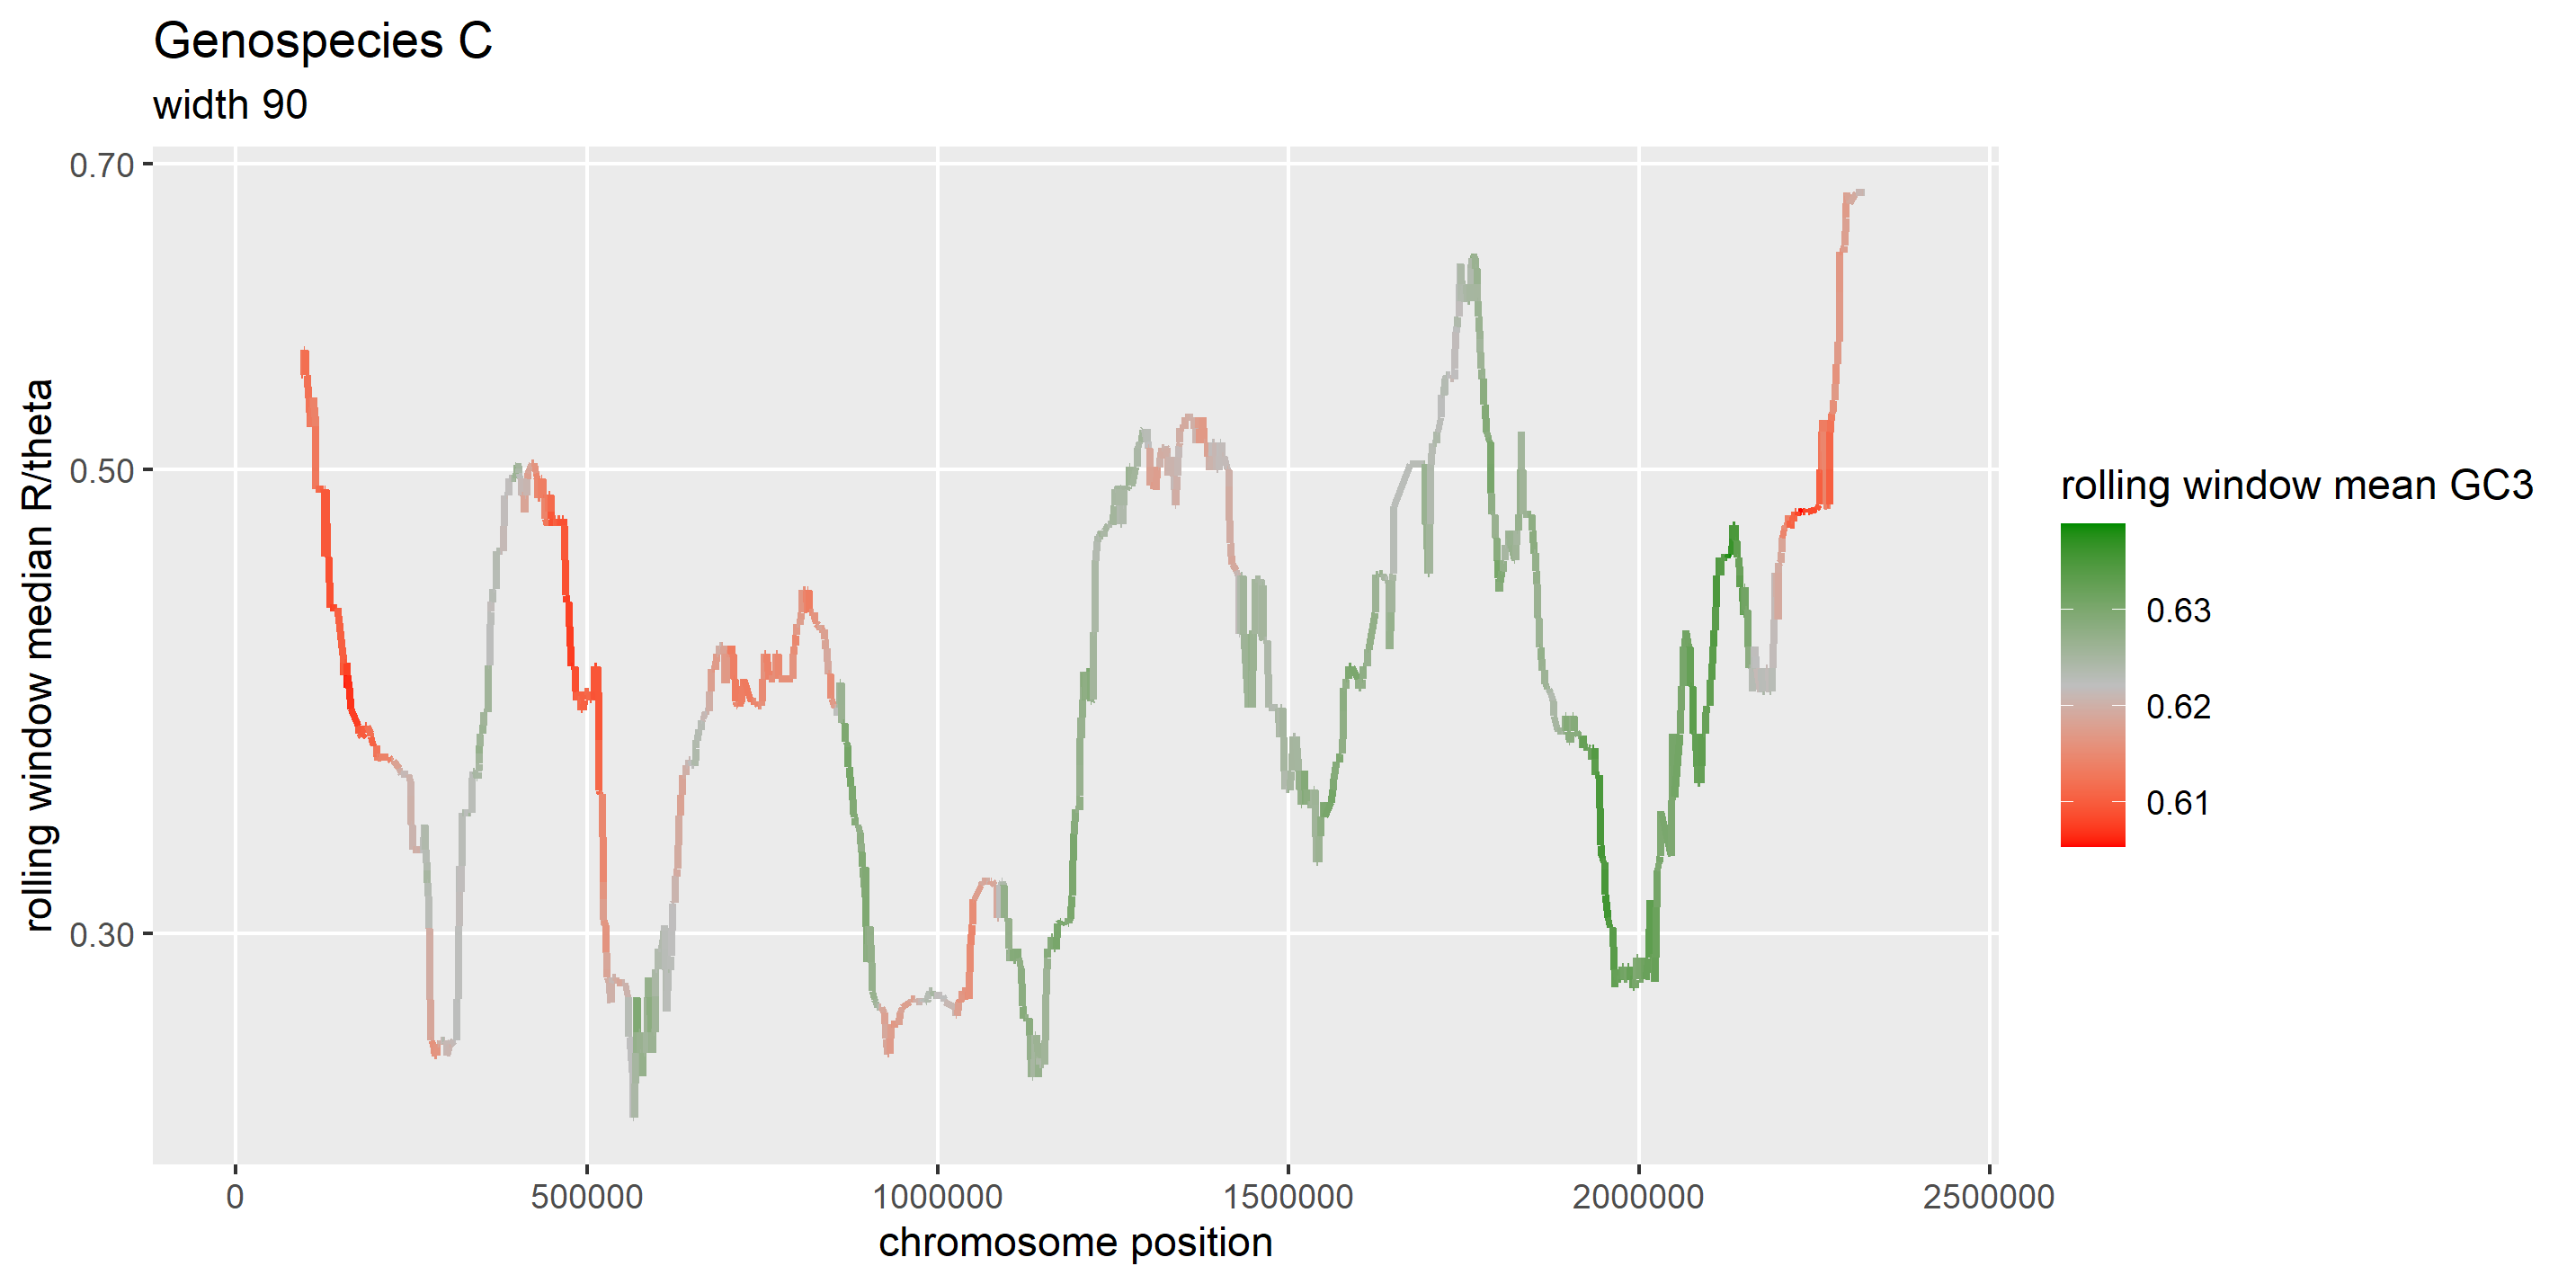 Genospecies C
width 90
0.70
0.50
0.30
rolling window median R/theta
0
500000
1000000
1500000
2000000
2500000
chromosome position
rolling window mean GC3
0.63
0.62
0.61